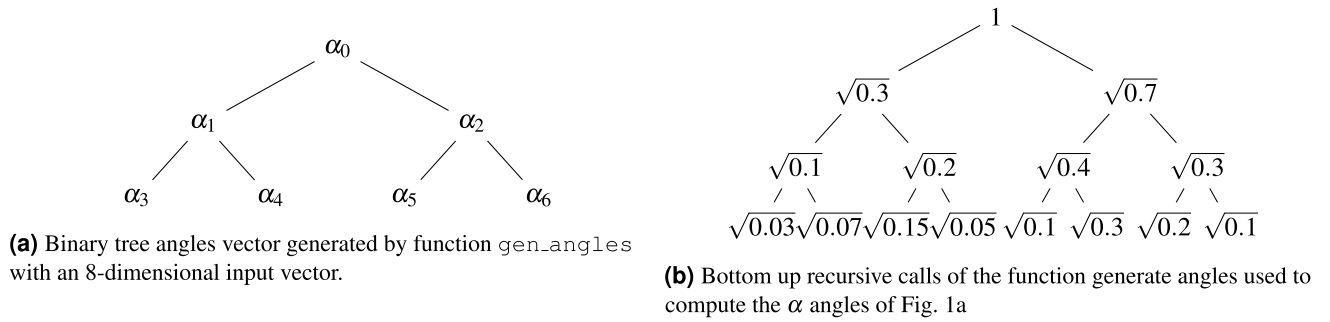 α₀
α₁ α₂
α₃ α₄ α₅ α₆
(a) Binary tree angles vector generated by function gen_angles
with an 8-dimensional input vector.
1
√0.3 √0.7
√0.1 √0.2 √0.4 √0.3
√0.03 √0.07 √0.15 √0.05 √0.1 √0.3 √0.2 √0.1
(b) Bottom up recursive calls of the function generate angles used to
compute the α angles of Fig. 1a